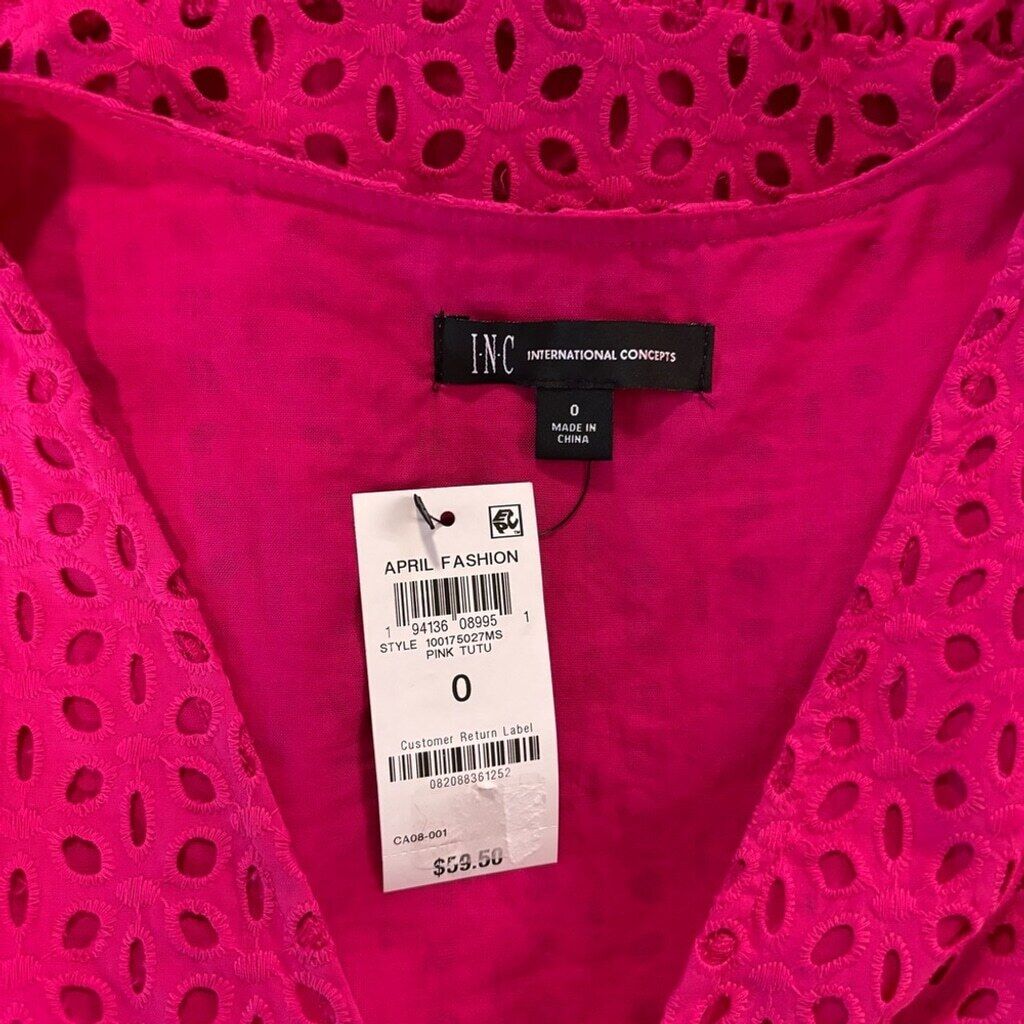 I·N·C INTERNATIONAL CONCEPTS
0
MADE IN
CHINA
EPC
APRIL FASHION
1 94136 08995 1
STYLE 100175027MS
PINK TUTU
0
Customer Return Label
082088361252
CA08-001
$59.50